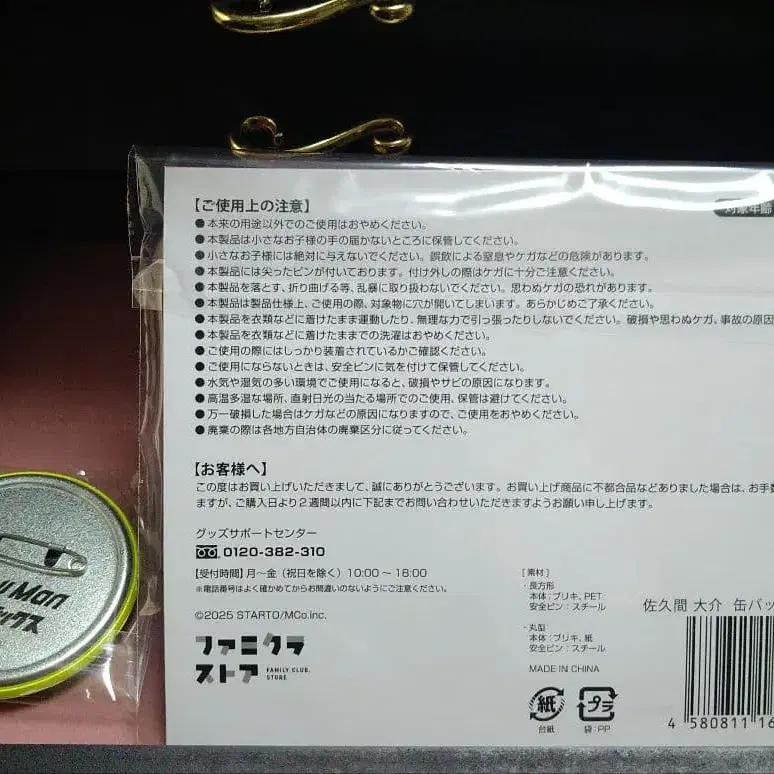 【ご使用上の注意】
対象年齢
●本来の用途以外でのご使用はおやめください。
●本製品は小さなお子様の手の届かないところに保管してください。
●小さなお子様には絶対に与えないでください。誤飲による窒息やケガなどの危険があります。
●本製品には尖ったピンが付いております。付け外しの際はケガに十分ご注意ください。
●本製品を落とす、折り曲げる等、乱暴に取り扱わないでください。思わぬケガの恐れがあります。
●本製品は製品仕様上、ご使用の際、対象物に穴が開いてしまいます。あらかじめご了承ください。
●本製品を衣類などに着けたまま運動したり、無理な力で引っ張ったりしないでください。破損や思わぬケガ、事故の原因
●本製品を衣類などに着けたままでの洗濯はおやめください。
●ご使用の際にはしっかり装着されているかご確認ください。
●ご使用にならないときは、安全ピンに気を付けて保管してください。
●水気や湿気の多い環境でご使用になると、破損やサビの原因になります。
●高温多湿な場所、直射日光の当たる場所でのご使用、保管は避けてください。
●万一破損した場合はケガなどの原因になりますので、ご使用をおやめください。
●廃棄の際は各地方自治体の廃棄区分に従ってください。
【お客様へ】
この度はお買い上げいただきまして、誠にありがとうございます。お買い上げ商品に不都合品などありました場合は、お手数
ますが、ご購入日より2週間以内に下記までお問い合わせいただきますようお願い申し上げます。
グッズサポートセンター
0120-382-310
【受付時間】月〜金（祝日を除く）10:00〜16:00
※電話番号はよく確かめてからお間違いのないようにご注意ください。
©2025 STARTO/MCo.inc.
ファミクラ
ストア FAMILY CLUB STORE
［素材］
・長方形
本体：ブリキ、PET
安全ピン：スチール
・丸型
本体：ブリキ、紙
安全ピン：スチール
MADE IN CHINA
紙
台紙
プラ
袋：PP
佐久間 大介 缶バッ
4 580811 16
Man
ックス